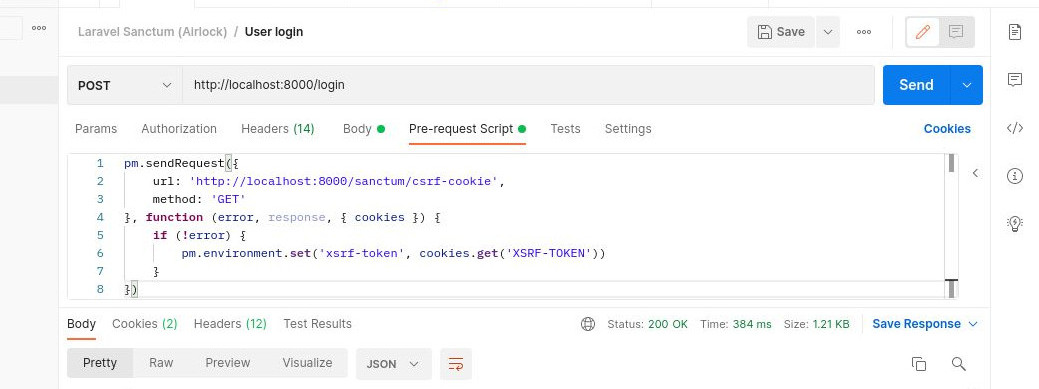 Laravel Sanctum (Airlock) / User login
Save
POST http://localhost:8000/login Send
Params Authorization Headers (14) Body Pre-request Script Tests Settings Cookies
1 pm.sendRequest({
2 url: 'http://localhost:8000/sanctum/csrf-cookie',
3 method: 'GET'
4 }, function (error, response, { cookies }) {
5 if (!error) {
6 pm.environment.set('xsrf-token', cookies.get('XSRF-TOKEN'))
7 }
8 })
Body Cookies (2) Headers (12) Test Results Status: 200 OK Time: 384 ms Size: 1.21 KB Save Response
Pretty Raw Preview Visualize JSON